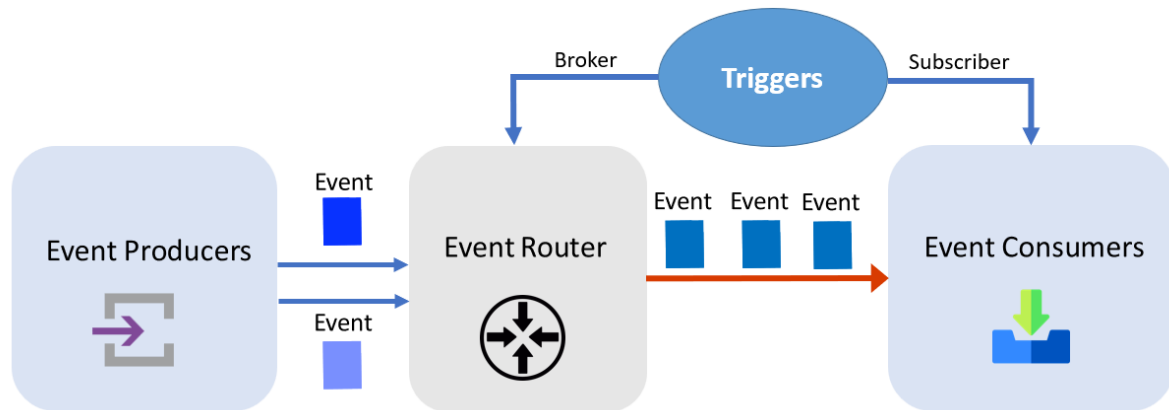 Broker
Triggers
Subscriber
Event
Event Event Event
Event Producers
Event Router
Event Consumers
Event